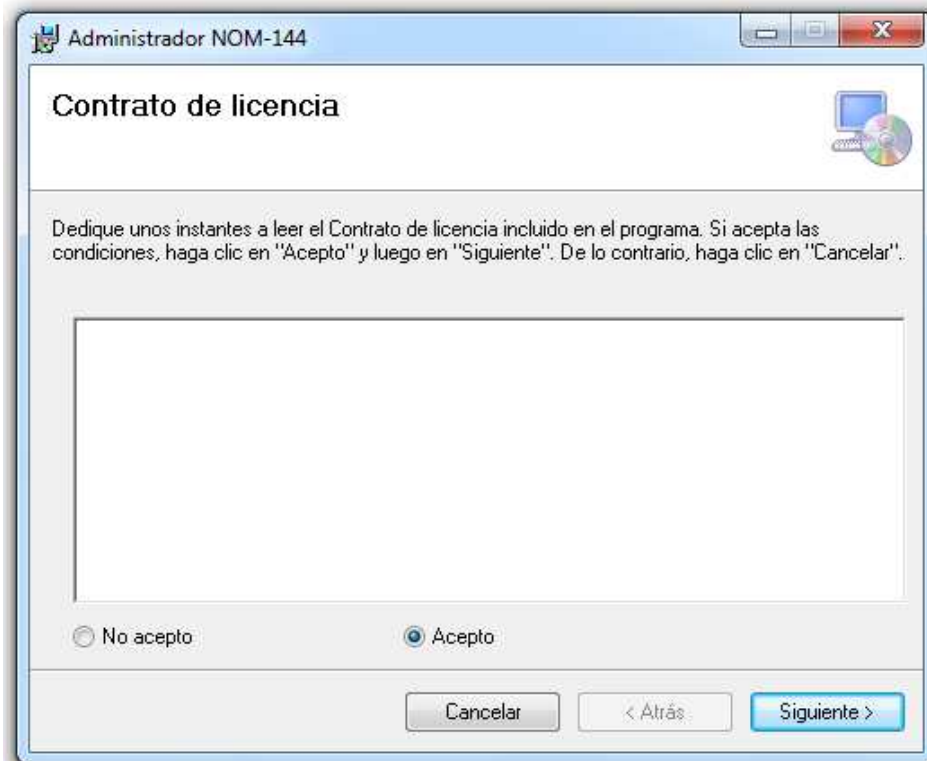 Administrador NOM-144
Contrato de licencia
Dedique unos instantes a leer el Contrato de licencia incluido en el programa. Si acepta las
condiciones, haga clic en "Acepto" y luego en "Siguiente". De lo contrario, haga clic en "Cancelar".
No acepto Acepto
Cancelar < Atrás Siguiente >